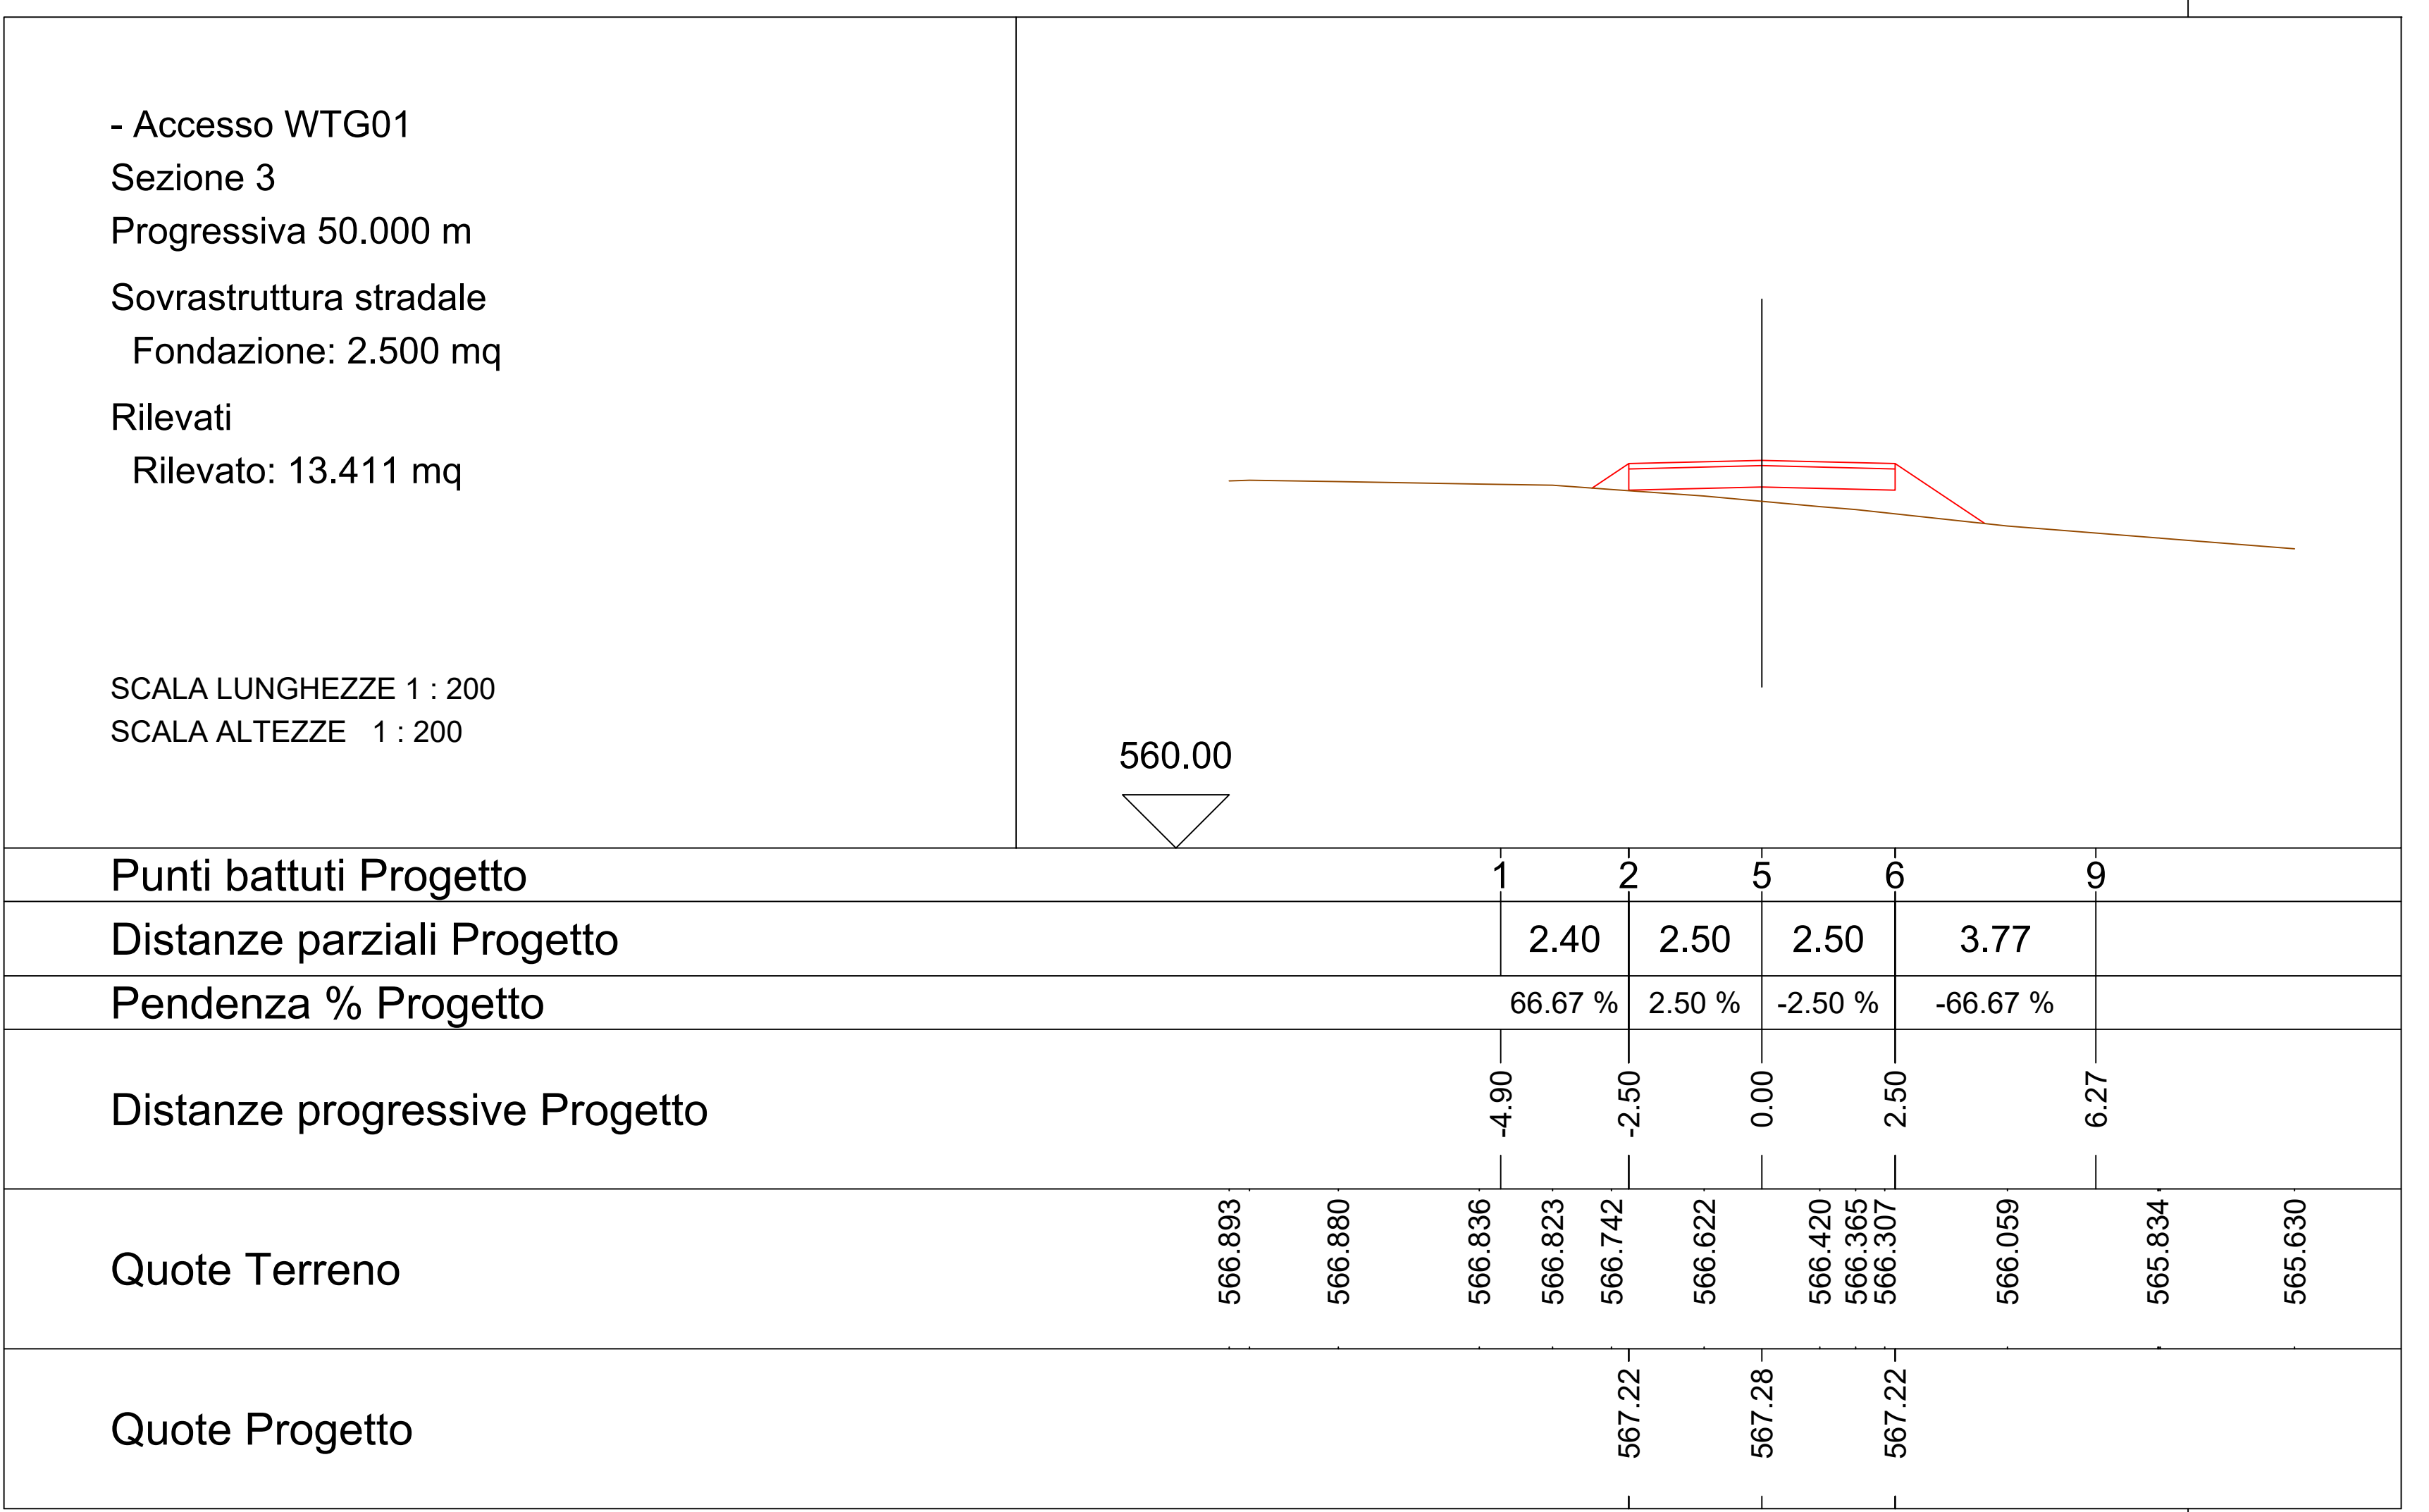 - Accesso WTG01
Sezione 3
Progressiva 50.000 m
Sovrastruttura stradale
Fondazione: 2.500 mq
Rilevati
Rilevato: 13.411 mq
SCALA LUNGHEZZE 1 : 200
SCALA ALTEZZE 1 : 200
560.00
Punti battuti Progetto 1 2 5 6 9
Distanze parziali Progetto 2.40 2.50 2.50 3.77
Pendenza % Progetto 66.67 % 2.50 % -2.50 % -66.67 %
Distanze progressive Progetto -4.90 -2.50 0.00 2.50 6.27
Quote Terreno 566.893 566.880 566.836 566.823 566.742 566.622 566.420 566.365 566.307 566.059 565.834 565.630
Quote Progetto 567.22 567.28 567.22